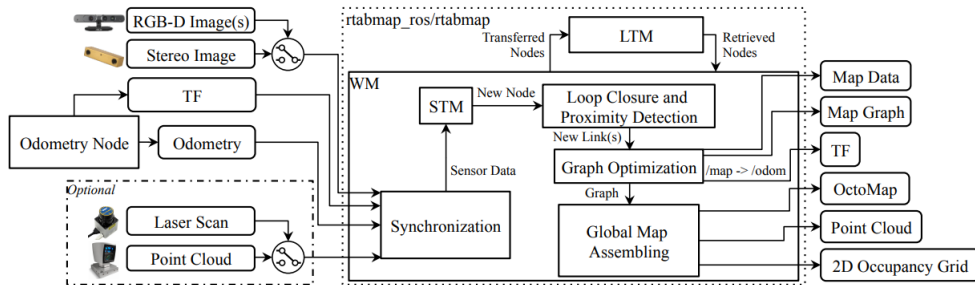 RGB-D Image(s)
Stereo Image
TF
Odometry Node
Odometry
Optional
Laser Scan
Point Cloud
rtabmap_ros/rtabmap
Transferred
Nodes
LTM
Retrieved
Nodes
WM
STM
New Node
Loop Closure and
Proximity Detection
New Link(s)
Sensor Data
Graph Optimization
/map -> /odom
Graph
Synchronization
Global Map
Assembling
Map Data
Map Graph
TF
OctoMap
Point Cloud
2D Occupancy Grid